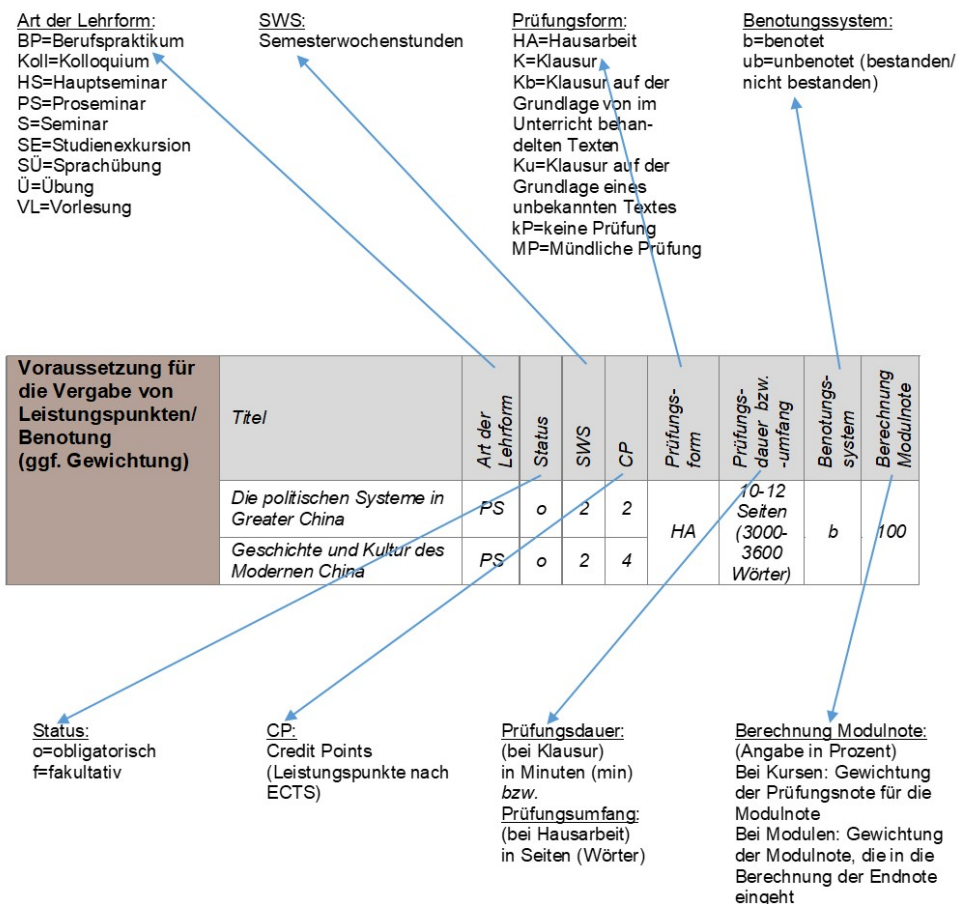 Art der Lehrform:
BP=Berufspraktikum
Koll=Kolloquium
HS=Hauptseminar
PS=Proseminar
S=Seminar
SE=Studienexkursion
SÜ=Sprachübung
Ü=Übung
VL=Vorlesung
SWS:
Semesterwochenstunden
Prüfungsform:
HA=Hausarbeit
K=Klausur
Kb=Klausur auf der
Grundlage von im
Unterricht behan-
delten Texten
Ku=Klausur auf der
Grundlage eines
unbekannten Textes
kP=keine Prüfung
MP=Mündliche Prüfung
Benotungssystem:
b=benotet
ub=unbenotet (bestanden/
nicht bestanden)
Voraussetzung für
die Vergabe von
Leistungspunkten/
Benotung
(ggf. Gewichtung)
Titel
Art der
Lehrform
Status
SWS
CP
Prüfungs-
form
Prüfungs-
dauer bzw.
-umfang
Benotungs-
system
Berechnung
Modulnote
Die politischen Systeme in
Greater China
PS
o
2
2
Geschichte und Kultur des
Modernen China
PS
o
2
4
HA
10-12
Seiten
(3000-
3600
Wörter)
b
100
Status:
o=obligatorisch
f=fakultativ
CP:
Credit Points
(Leistungspunkte nach
ECTS)
Prüfungsdauer:
(bei Klausur)
in Minuten (min)
bzw.
Prüfungsumfang:
(bei Hausarbeit)
in Seiten (Wörter)
Berechnung Modulnote:
(Angabe in Prozent)
Bei Kursen: Gewichtung
der Prüfungsnote für die
Modulnote
Bei Modulen: Gewichtung
der Modulnote, die in die
Berechnung der Endnote
eingeht